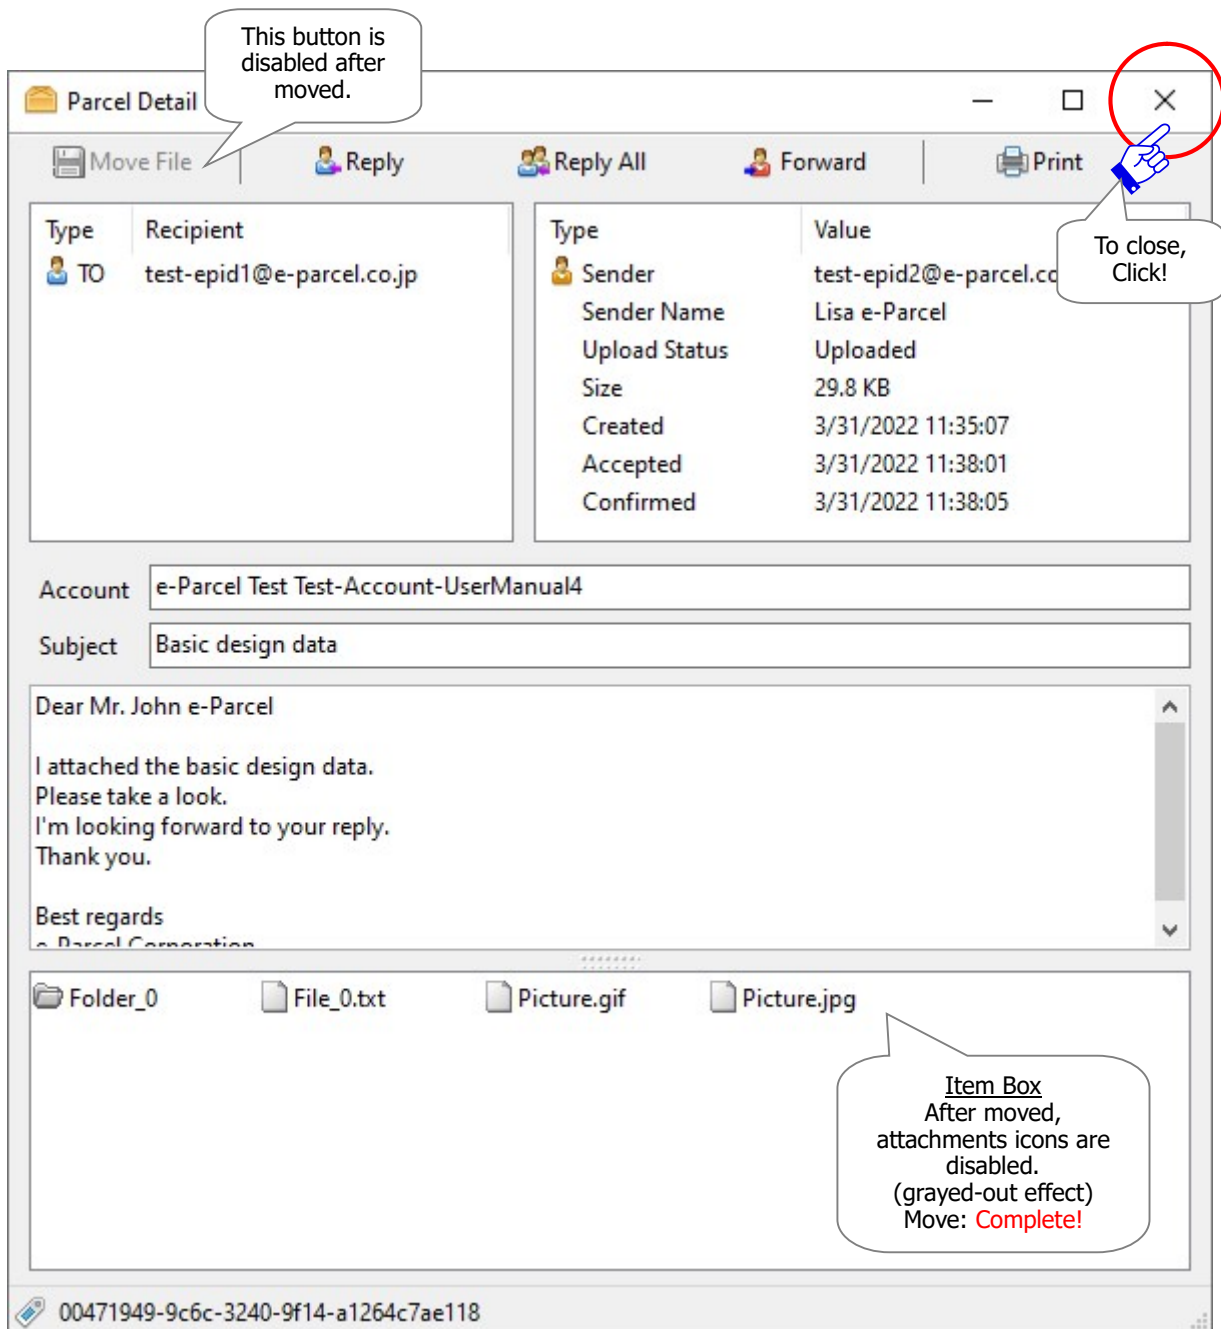 This button is
disabled after
moved.
Parcel Detail
Move File
Reply
Reply All
Forward
Print
To close,
Click!
Type Recipient
TO test-epid1@e-parcel.co.jp
Type Value
Sender test-epid2@e-parcel.co
Sender Name Lisa e-Parcel
Upload Status Uploaded
Size 29.8 KB
Created 3/31/2022 11:35:07
Accepted 3/31/2022 11:38:01
Confirmed 3/31/2022 11:38:05
Account e-Parcel Test Test-Account-UserManual4
Subject Basic design data
Dear Mr. John e-Parcel
I attached the basic design data.
Please take a look.
I'm looking forward to your reply.
Thank you.
Best regards
e-Parcel Corporation
Folder_0 File_0.txt Picture.gif Picture.jpg
Item Box
After moved,
attachments icons are
disabled.
(grayed-out effect)
Move: Complete!
00471949-9c6c-3240-9f14-a1264c7ae118